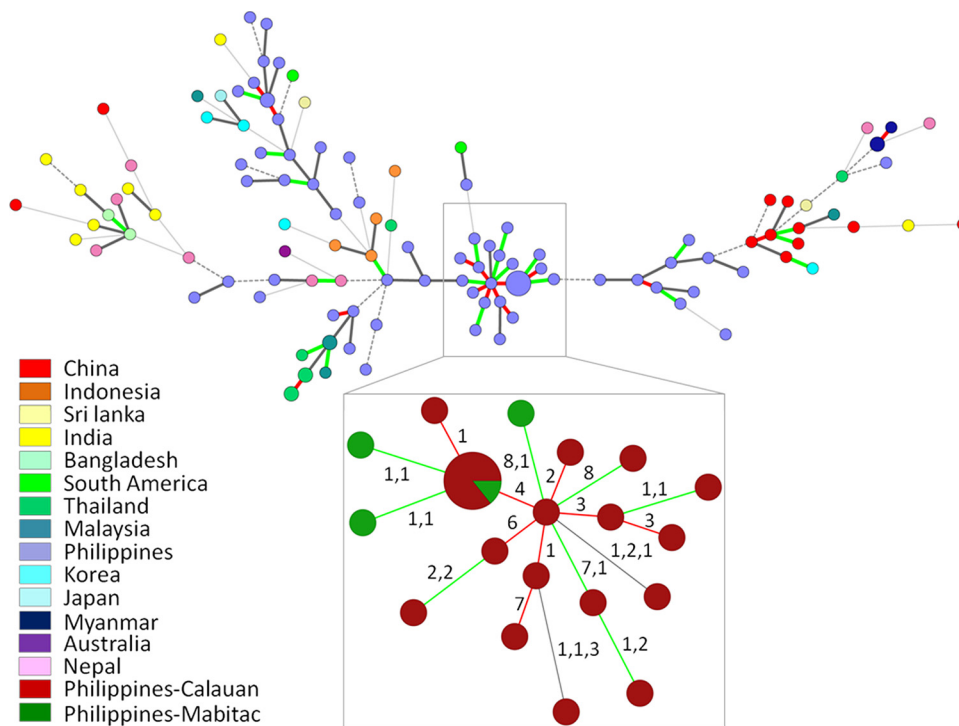 China
Indonesia
Sri lanka
India
Bangladesh
South America
Thailand
Malaysia
Philippines
Korea
Japan
Myanmar
Australia
Nepal
Philippines-Calauan
Philippines-Mabitac
1
1,1
8,1
2
8
4
1,1
1,1
3
3
6
1
7,1
1,2,1
2,2
7
1,1,3
1,2